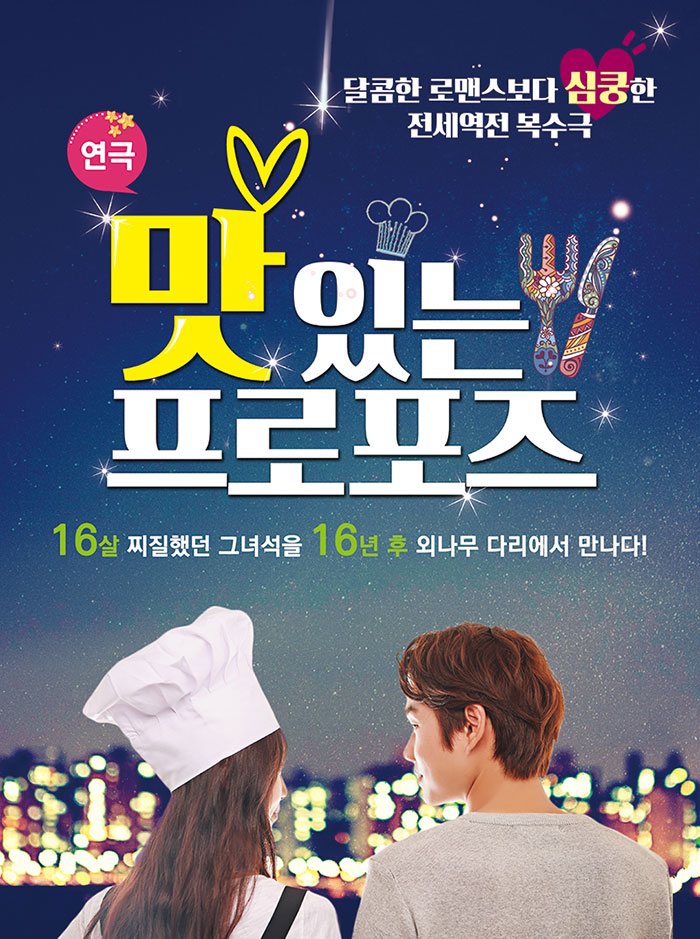 달콤한 로맨스보다 심쿵한
전세역전 복수극
연극
맛있는
프로포즈
16살 찌질했던 그녀석을 16년 후 외나무 다리에서 만나다!